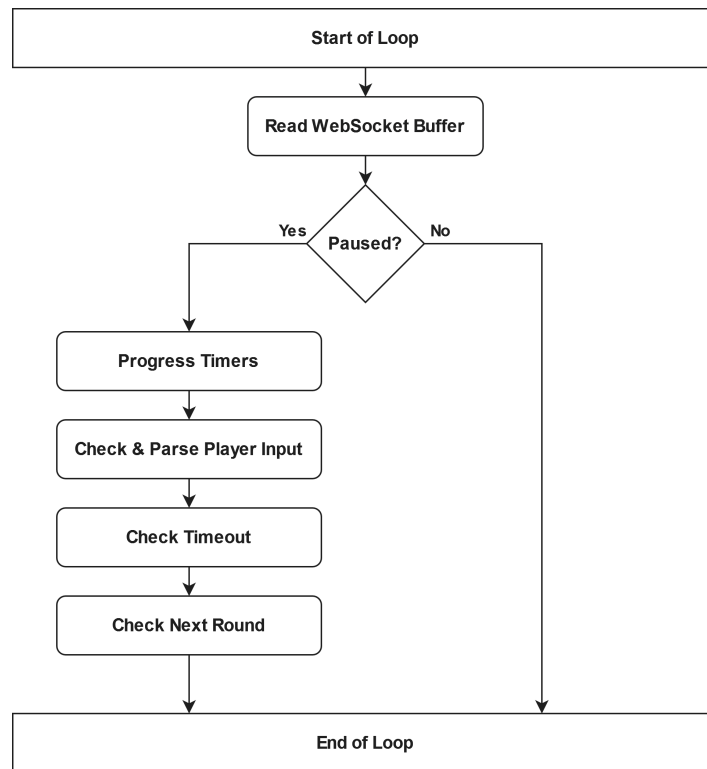 Start of Loop
Read WebSocket Buffer
Yes
Paused?
No
Progress Timers
Check & Parse Player Input
Check Timeout
Check Next Round
End of Loop